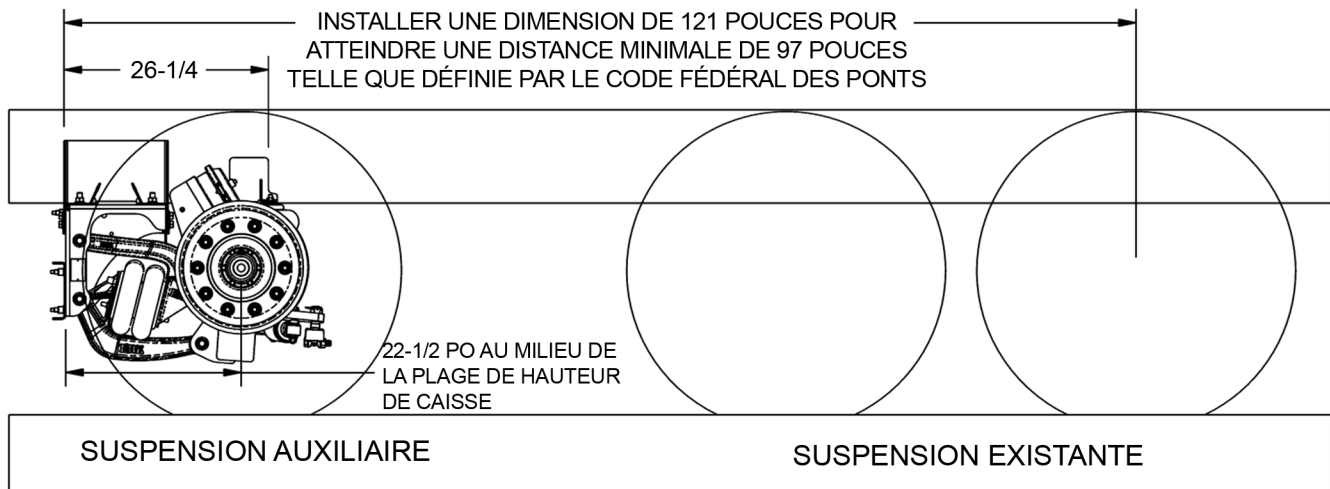 INSTALLER UNE DIMENSION DE 121 POUCES POUR
ATTEINDRE UNE DISTANCE MINIMALE DE 97 POUCES
TELLE QUE DÉFINIE PAR LE CODE FÉDÉRAL DES PONTS
26-1/4
22-1/2 PO AU MILIEU DE
LA PLAGE DE HAUTEUR
DE CAISSE
SUSPENSION AUXILIAIRE
SUSPENSION EXISTANTE